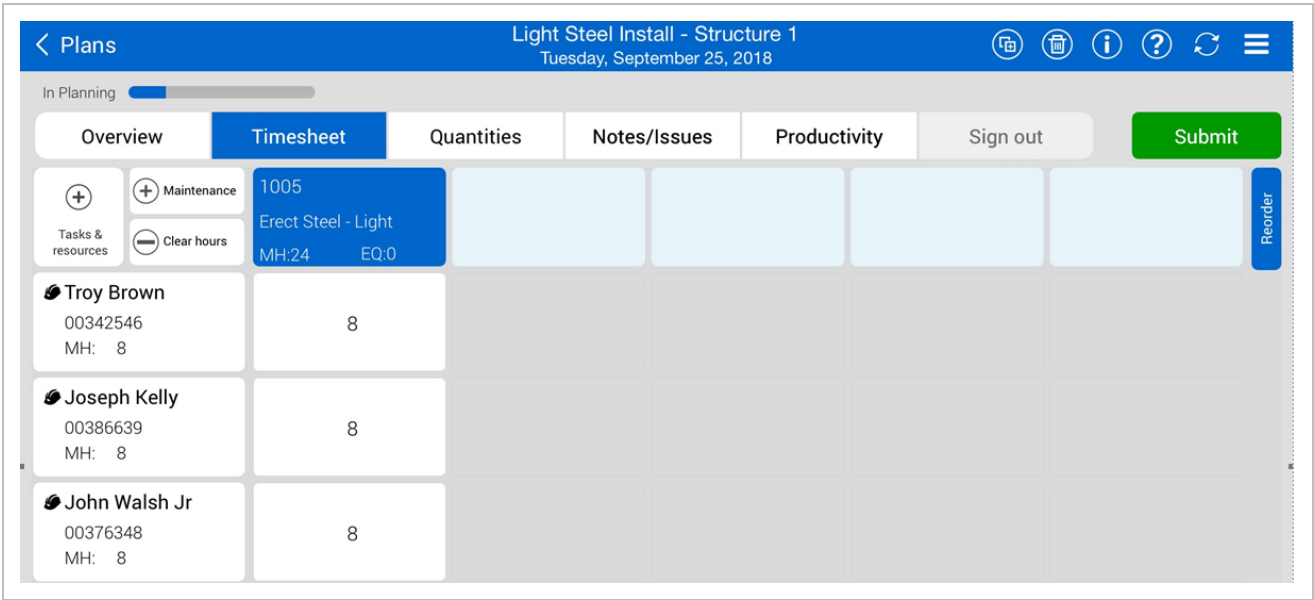 Plans
Light Steel Install - Structure 1
Tuesday, September 25, 2018
In Planning
Overview
Timesheet
Quantities
Notes/Issues
Productivity
Sign out
Submit
Tasks &
resources
Maintenance
Clear hours
1005
Erect Steel - Light
MH:24 EQ:0
Reorder
Troy Brown
00342546
MH: 8
8
Joseph Kelly
00386639
MH: 8
8
John Walsh Jr
00376348
MH: 8
8